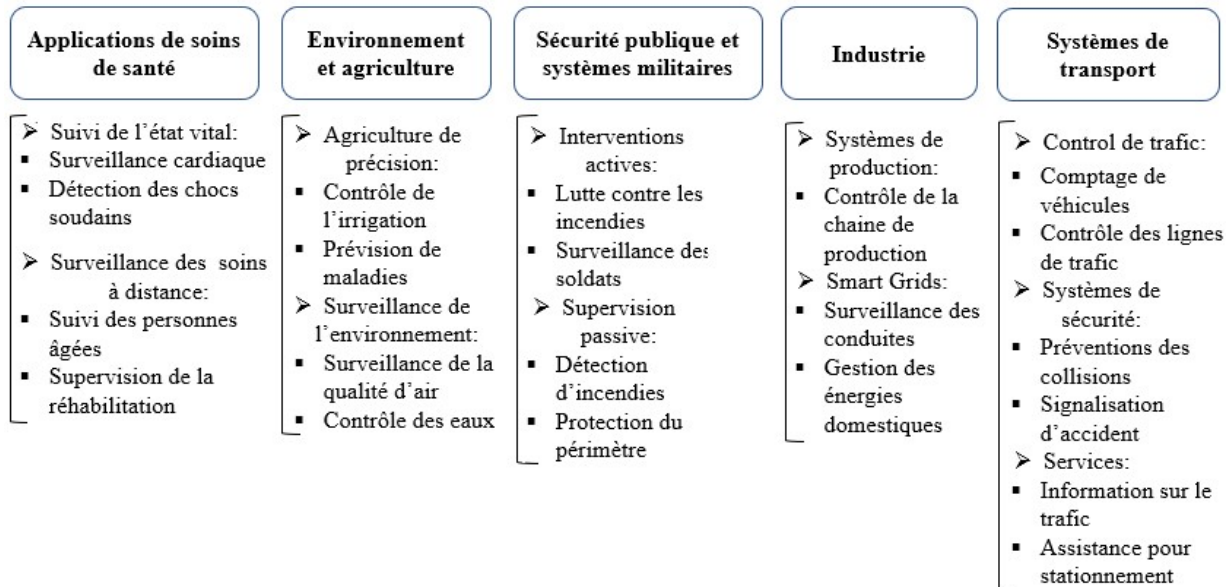 Applications de soins
de santé
➢ Suivi de l'état vital:
▪ Surveillance cardiaque
▪ Détection des chocs
soudains
➢ Surveillance des soins
à distance:
▪ Suivi des personnes
âgées
▪ Supervision de la
réhabilitation
Environnement
et agriculture
➢ Agriculture de
précision:
▪ Contrôle de
l'irrigation
▪ Prévision de
maladies
➢ Surveillance de
l'environnement:
▪ Surveillance de la
qualité d'air
▪ Contrôle des eaux
Sécurité publique et
systèmes militaires
➢ Interventions
actives:
▪ Lutte contre les
incendies
▪ Surveillance des
soldats
➢ Supervision
passive:
▪ Détection
d'incendies
▪ Protection du
périmètre
Industrie
➢ Systèmes de
production:
▪ Contrôle de la
chaine de
production
➢ Smart Grids:
▪ Surveillance des
conduites
▪ Gestion des
énergies
domestiques
Systèmes de
transport
➢ Control de trafic:
▪ Comptage de
véhicules
▪ Contrôle des lignes
de trafic
➢ Systèmes de
sécurité:
▪ Préventions des
collisions
▪ Signalisation
d'accident
➢ Services:
▪ Information sur le
trafic
▪ Assistance pour
stationnement